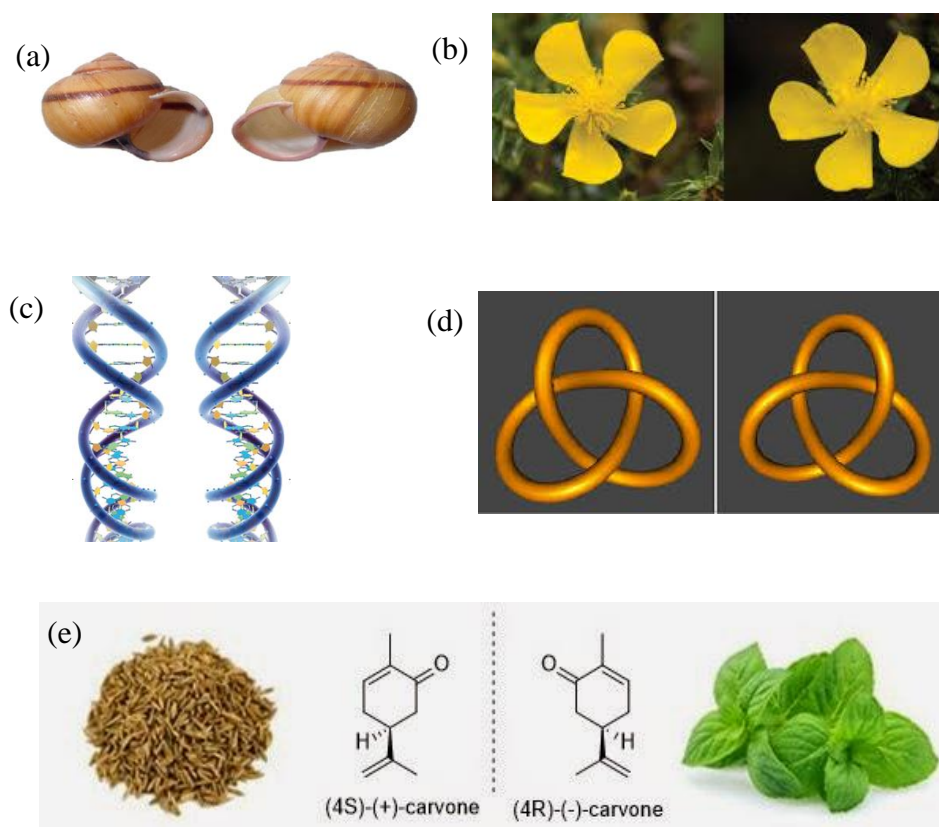 (a)
(b)
(c)
(d)
(e)
O
O
H
H
(4S)-(+)-carvone
(4R)-(-)-carvone